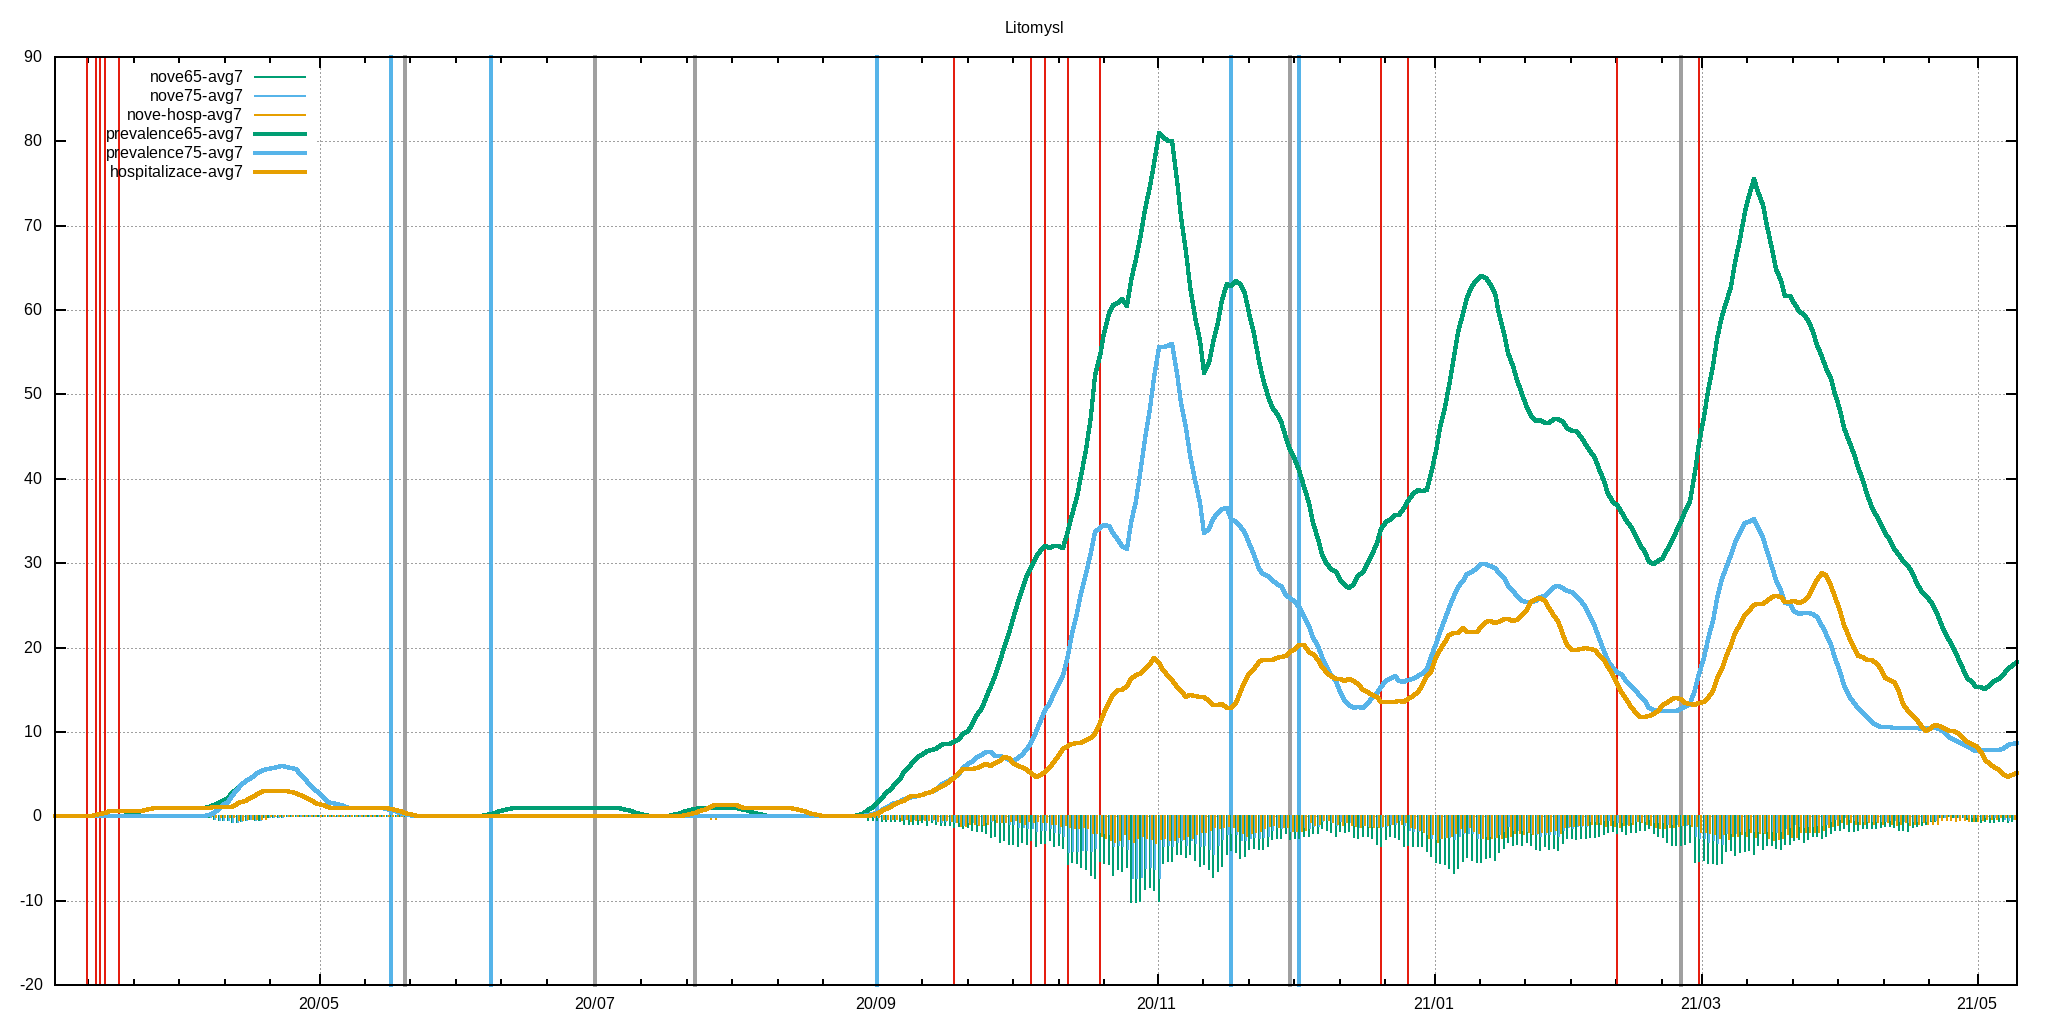 Litomysl
90
nove65-avg7
nove75-avg7
nove-hosp-avg7
prevalence65-avg7
80
prevalence75-avg7
hospitalizace-avg7
70
60
50
40
30
20
10
0
-10
-20
20/05 20/07 20/09 20/11 21/01 21/03 21/05